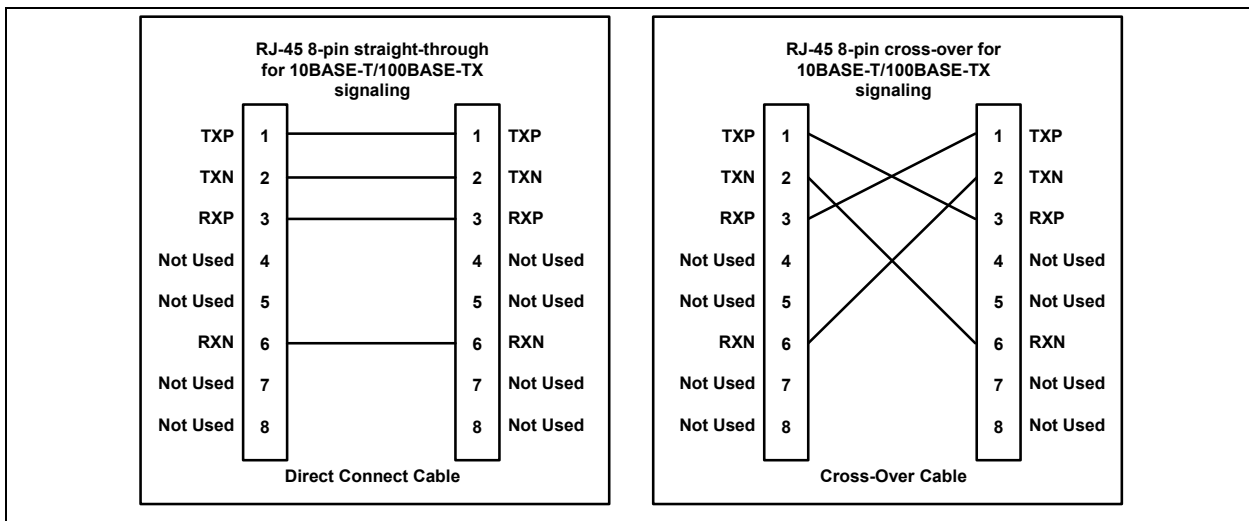 RJ-45 8-pin straight-through
for 10BASE-T/100BASE-TX
signaling
TXP 1 1 TXP
TXN 2 2 TXN
RXP 3 3 RXP
Not Used 4 4 Not Used
Not Used 5 5 Not Used
RXN 6 6 RXN
Not Used 7 7 Not Used
Not Used 8 8 Not Used
Direct Connect Cable
RJ-45 8-pin cross-over for
10BASE-T/100BASE-TX
signaling
TXP 1 1 TXP
TXN 2 2 TXN
RXP 3 3 RXP
Not Used 4 4 Not Used
Not Used 5 5 Not Used
RXN 6 6 RXN
Not Used 7 7 Not Used
Not Used 8 8 Not Used
Cross-Over Cable